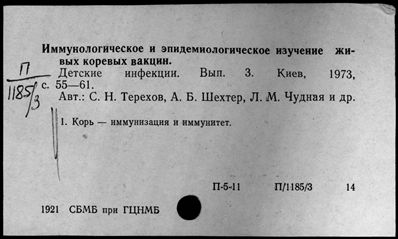 Иммунологическое и эпидемиологическое изучение жи-
вых коревых вакцин.
П
1185/3
Детские инфекции. Вып. 3. Киев, 1973,
с. 55—61.
Авт.: С. Н. Терехов, А. Б. Шехтер, Л. М. Чудная и др.
1. Корь — иммунизация и иммунитет.
П-5-11 П/1185/3 14
1921 СБМБ при ГЦНМБ